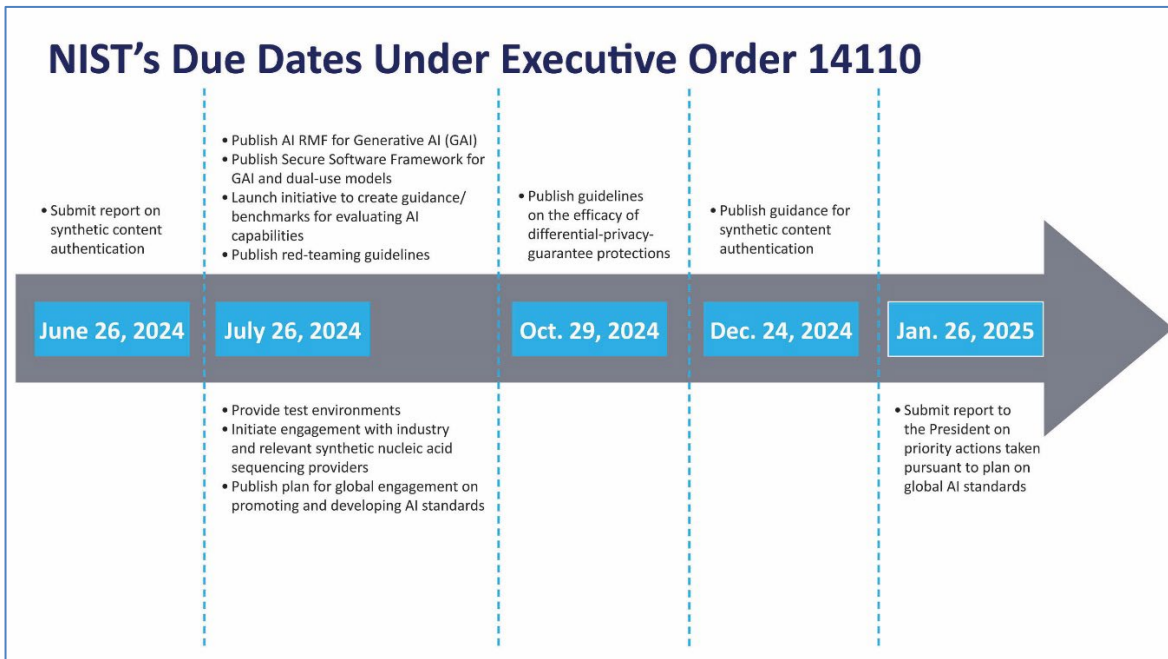 NIST's Due Dates Under Executive Order 14110
• Submit report on
synthetic content
authentication
• Publish AI RMF for Generative AI (GAI)
• Publish Secure Software Framework for
GAI and dual-use models
• Launch initiative to create guidance/
benchmarks for evaluating AI
capabilities
• Publish red-teaming guidelines
• Publish guidelines
on the efficacy of
differential-privacy-
guarantee protections
• Publish guidance for
synthetic content
authentication
June 26, 2024
July 26, 2024
Oct. 29, 2024
Dec. 24, 2024
Jan. 26, 2025
• Provide test environments
• Initiate engagement with industry
and relevant synthetic nucleic acid
sequencing providers
• Publish plan for global engagement on
promoting and developing AI standards
• Submit report to
the President on
priority actions taken
pursuant to plan on
global AI standards